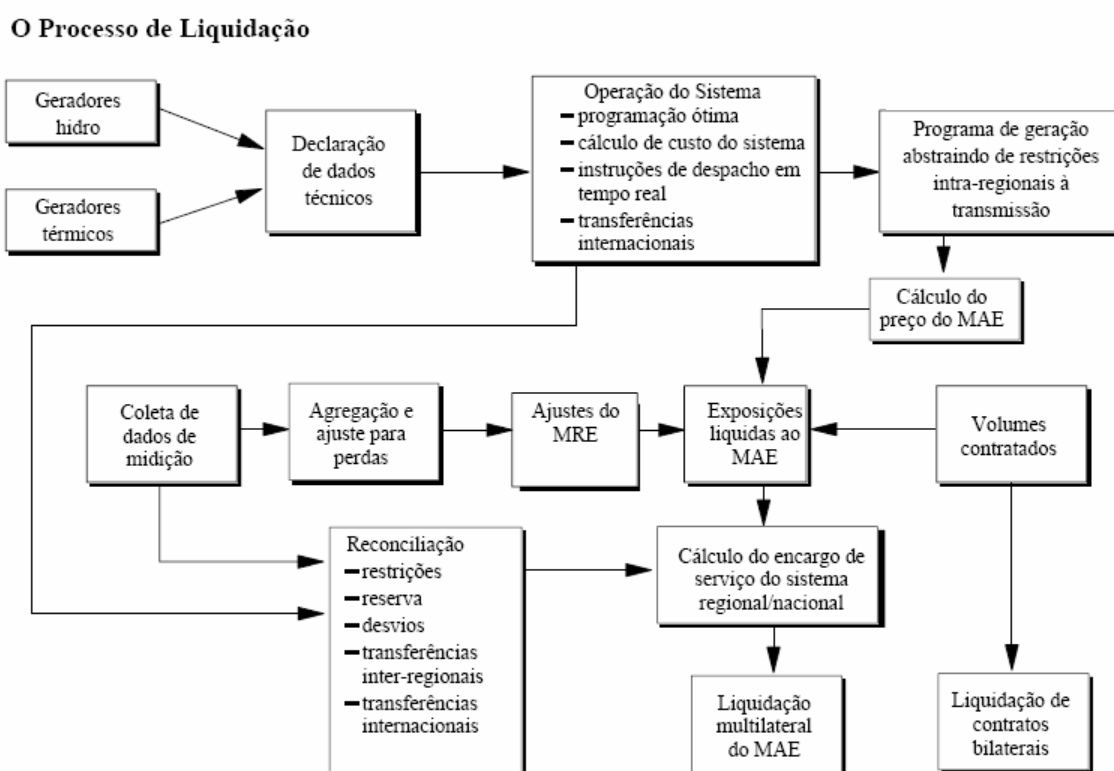 O Processo de Liquidação
Geradores
hidro
Geradores
térmicos
Declaração
de dados
técnicos
Operação do Sistema
programação ótima
cálculo de custo do sistema
instruções de despacho em
tempo real
transferências
internacionais
Programa de geração
abstraindo de restrições
intra-regionais à
transmissão
Cálculo do
preço do MAE
Coleta de
dados de
midição
Agregação e
ajuste para
perdas
Ajustes do
MRE
Exposições
liquidas ao
MAE
Volumes
contratados
Reconciliação
restrições
reserva
desvios
transferências
inter-regionais
transferências
internacionais
Cálculo do encargo de
serviço do sistema
regional/nacional
Liquidação
multilateral
do MAE
Liquidação de
contratos
bilaterais